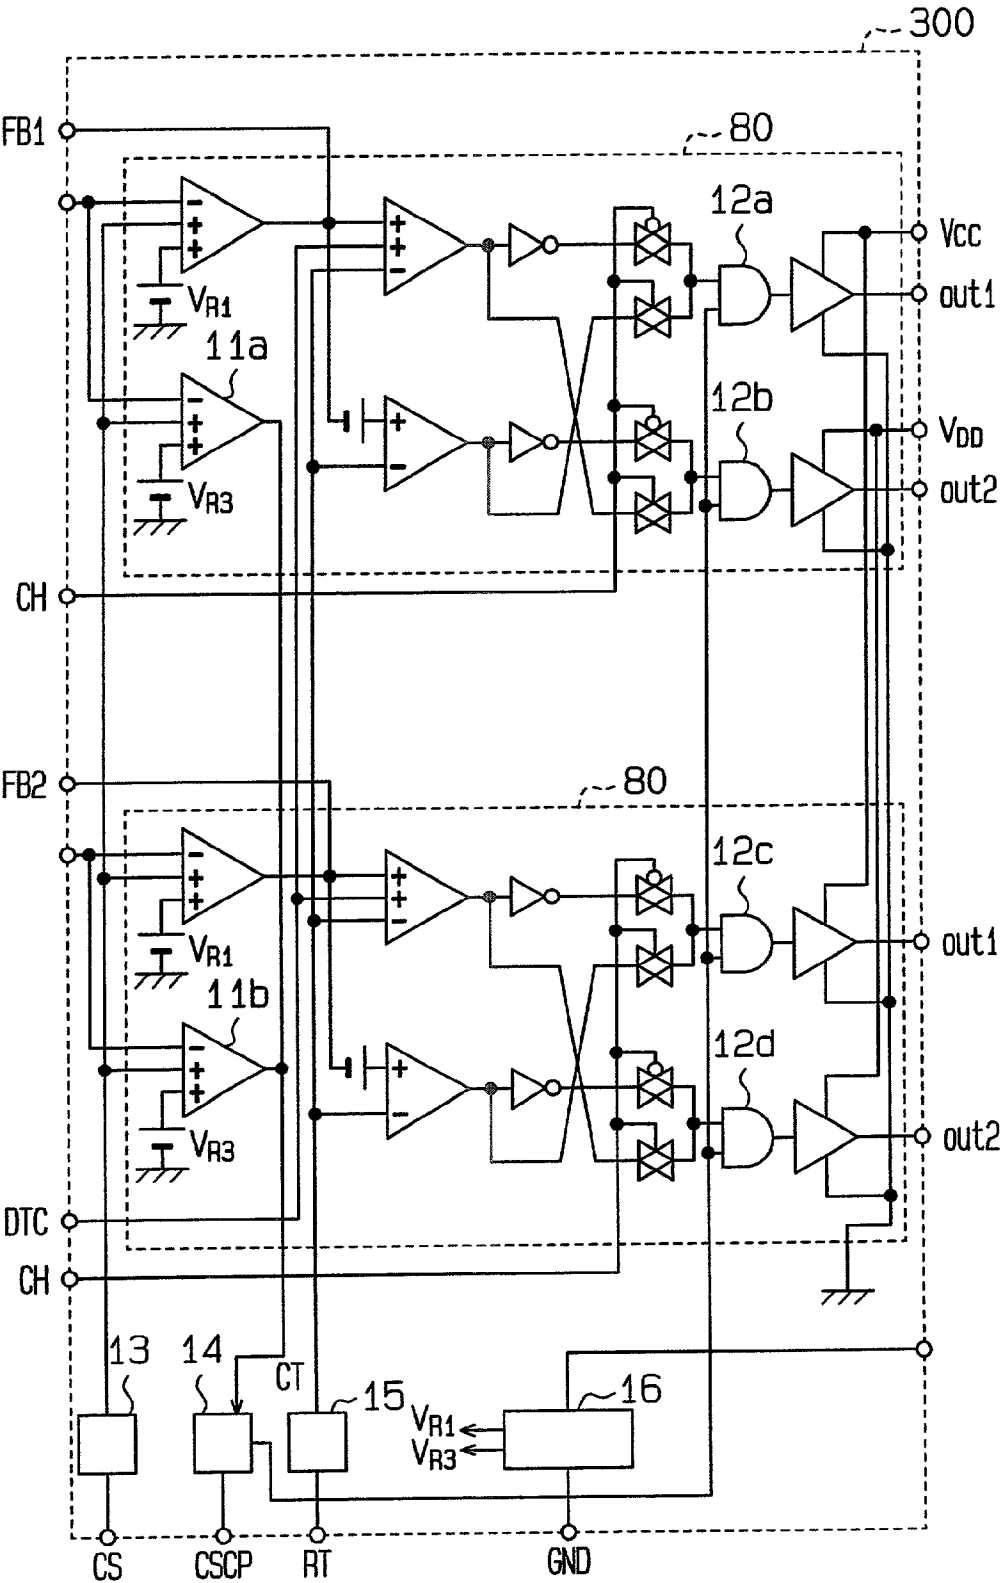 300
FB1
80
12a
VCC
VR1
out1
11a
12b
VDD
VR3
out2
CH
FB2
80
12c
VR1
out1
11b
12d
VR3
out2
DTC
CH
13
14
CT
15
16
VR1
VR3
CS
CSCP
RT
GND